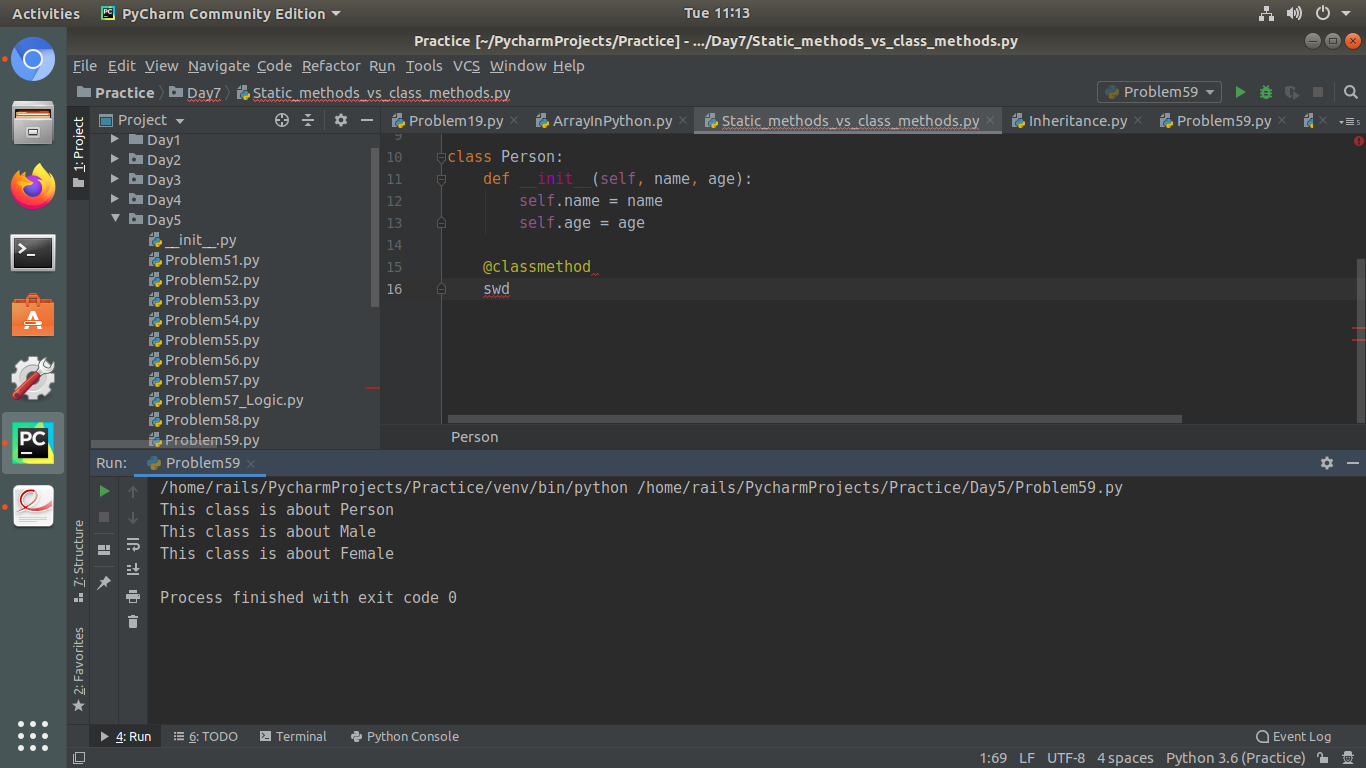 Activities PyCharm Community Edition Tue 11:13
Practice [~/PycharmProjects/Practice] - .../Day7/Static_methods_vs_class_methods.py
File Edit View Navigate Code Refactor Run Tools VCS Window Help
Practice Day7 Static_methods_vs_class_methods.py Problem59
Project Problem19.py ArrayInPython.py Static_methods_vs_class_methods.py Inheritance.py Problem59.py
1: Project
Day1
Day2
Day3
Day4
Day5
__init__.py
Problem51.py
Problem52.py
Problem53.py
Problem54.py
Problem55.py
Problem56.py
Problem57.py
Problem57_Logic.py
Problem58.py
Problem59.py
9
10 class Person:
11 def __init__(self, name, age):
12 self.name = name
13 self.age = age
14
15 @classmethod
16 swd
Person
Run: Problem59
/home/rails/PycharmProjects/Practice/venv/bin/python /home/rails/PycharmProjects/Practice/Day5/Problem59.py
This class is about Person
This class is about Male
This class is about Female
Process finished with exit code 0
7: Structure
2: Favorites
4: Run 6: TODO Terminal Python Console Event Log
1:69 LF UTF-8 4 spaces Python 3.6 (Practice)